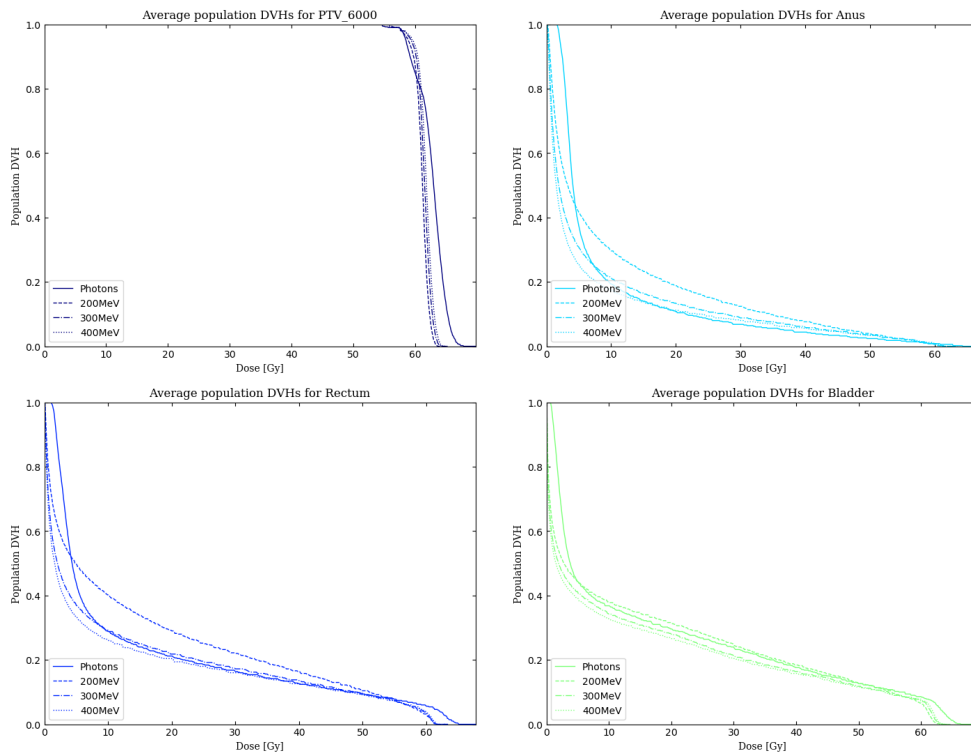 Average population DVHs for PTV_6000
1.0
0.8
0.6
0.4
0.2
0.0
Population DVH
Photons
200MeV
300MeV
400MeV
0 10 20 30 40 50 60
Dose [Gy]
Average population DVHs for Anus
1.0
0.8
0.6
0.4
0.2
0.0
Population DVH
Photons
200MeV
300MeV
400MeV
0 10 20 30 40 50 60
Dose [Gy]
Average population DVHs for Rectum
1.0
0.8
0.6
0.4
0.2
0.0
Population DVH
Photons
200MeV
300MeV
400MeV
0 10 20 30 40 50 60
Dose [Gy]
Average population DVHs for Bladder
1.0
0.8
0.6
0.4
0.2
0.0
Population DVH
Photons
200MeV
300MeV
400MeV
0 10 20 30 40 50 60
Dose [Gy]